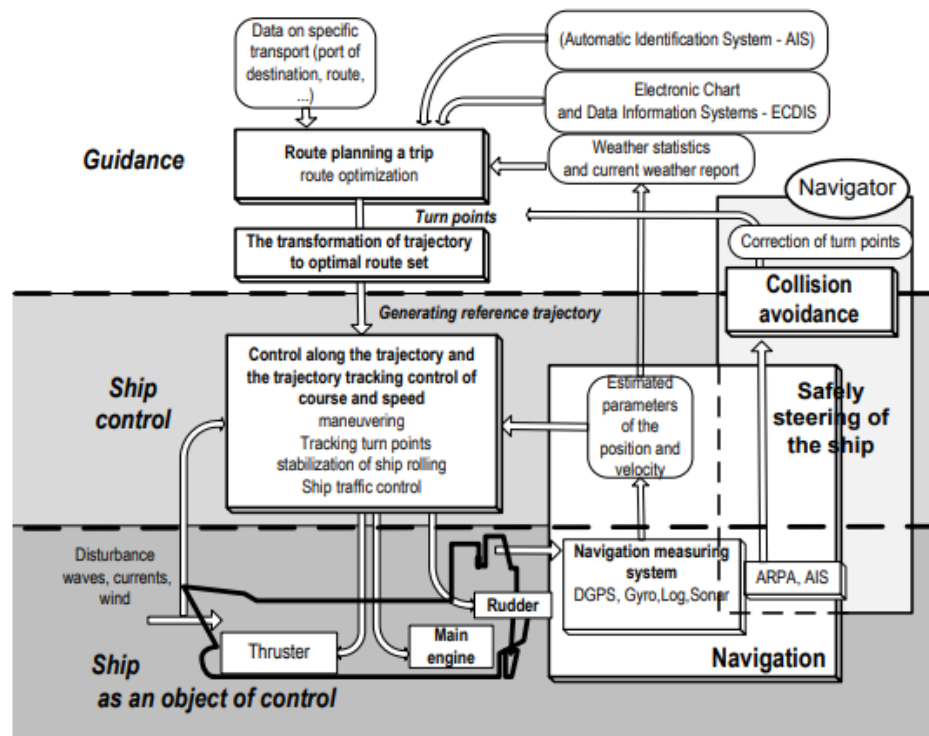 Data on specific
transport (port of
destination, route,
...)
(Automatic Identification System - AIS)
Electronic Chart
and Data Information Systems - ECDIS
Guidance
Route planning a trip
route optimization
Weather statistics
and current weather report
Navigator
Turn points
Correction of turn points
The transformation of trajectory
to optimal route set
Collision
avoidance
Generating reference trajectory
Ship
control
Control along the trajectory and
the trajectory tracking control of
course and speed
maneuvering
Tracking turn points
stabilization of ship rolling
Ship traffic control
Estimated
parameters
of the
position and
velocity
Safely
steering of
the ship
Disturbance
waves, currents,
wind
Navigation measuring
system
DGPS, Gyro,Log,Sonar
ARPA, AIS
Rudder
Thruster
Main
engine
Navigation
Ship
as an object of control